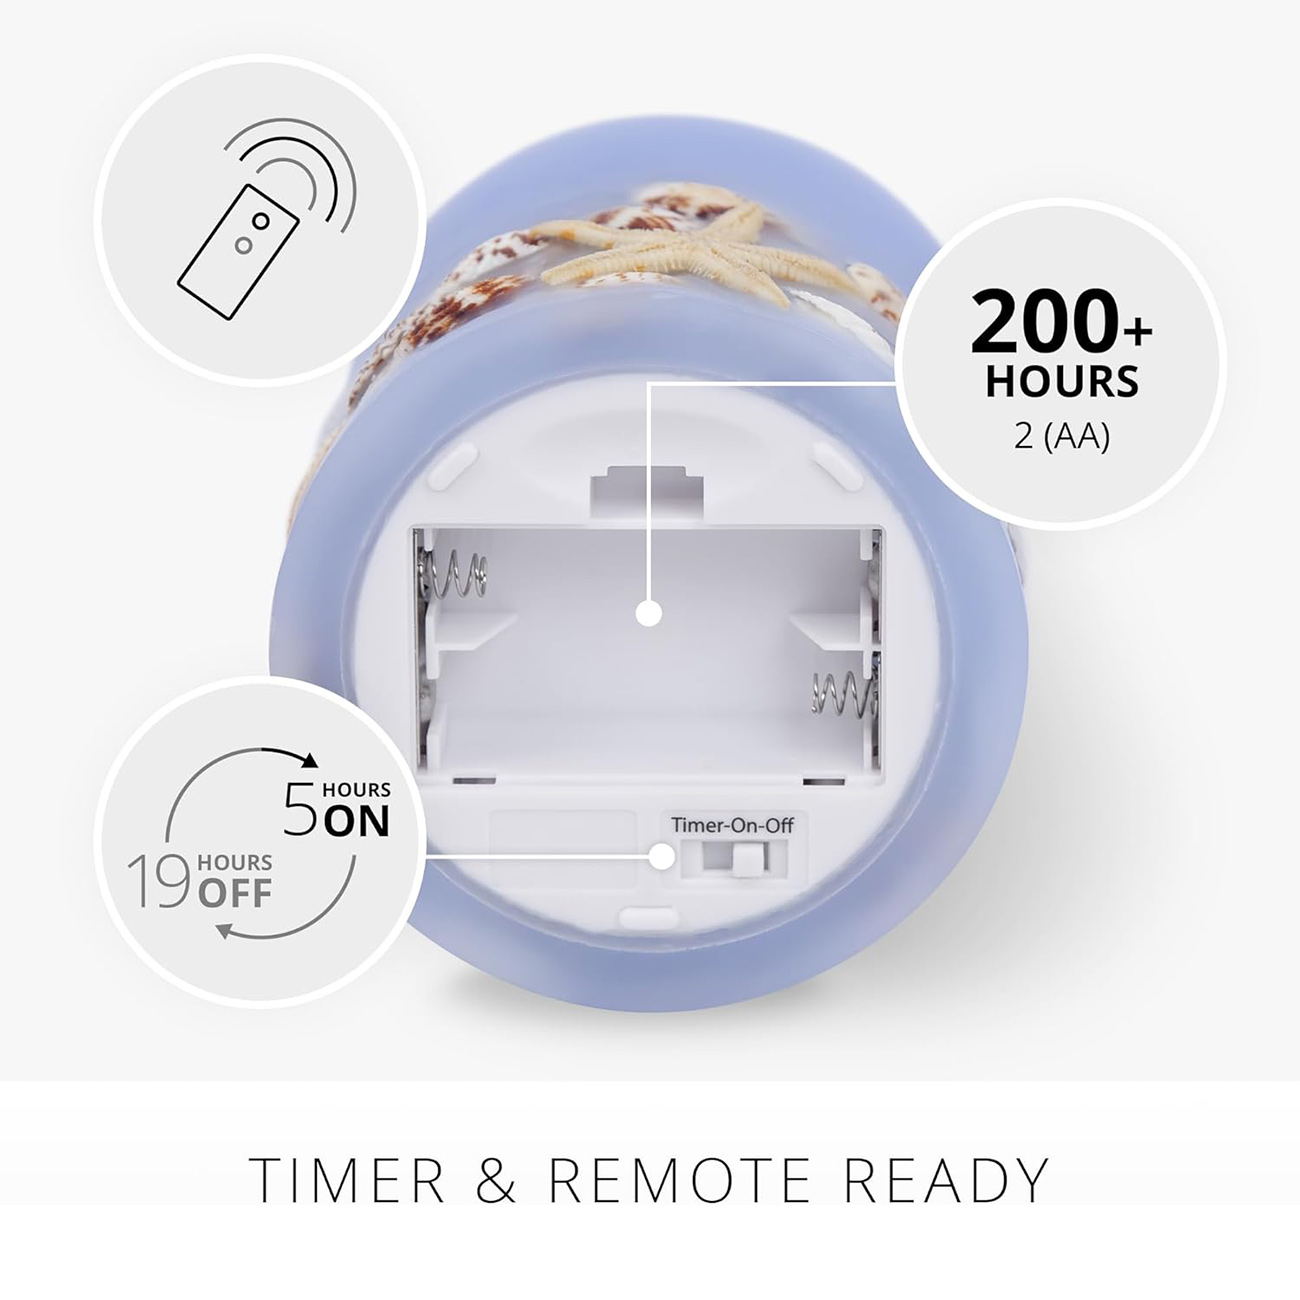 200+
HOURS
2 (AA)
5 HOURS
ON
19 HOURS
OFF
Timer-On-Off
TIMER & REMOTE READY